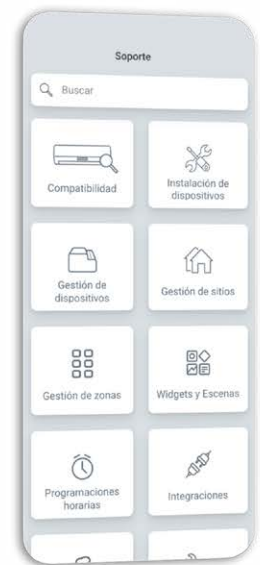 Soporte
Buscar
Compatibilidad
Instalación de
dispositivos
Gestión de
dispositivos
Gestión de sitios
Gestión de zonas
Widgets y Escenas
Programaciones
horarias
Integraciones